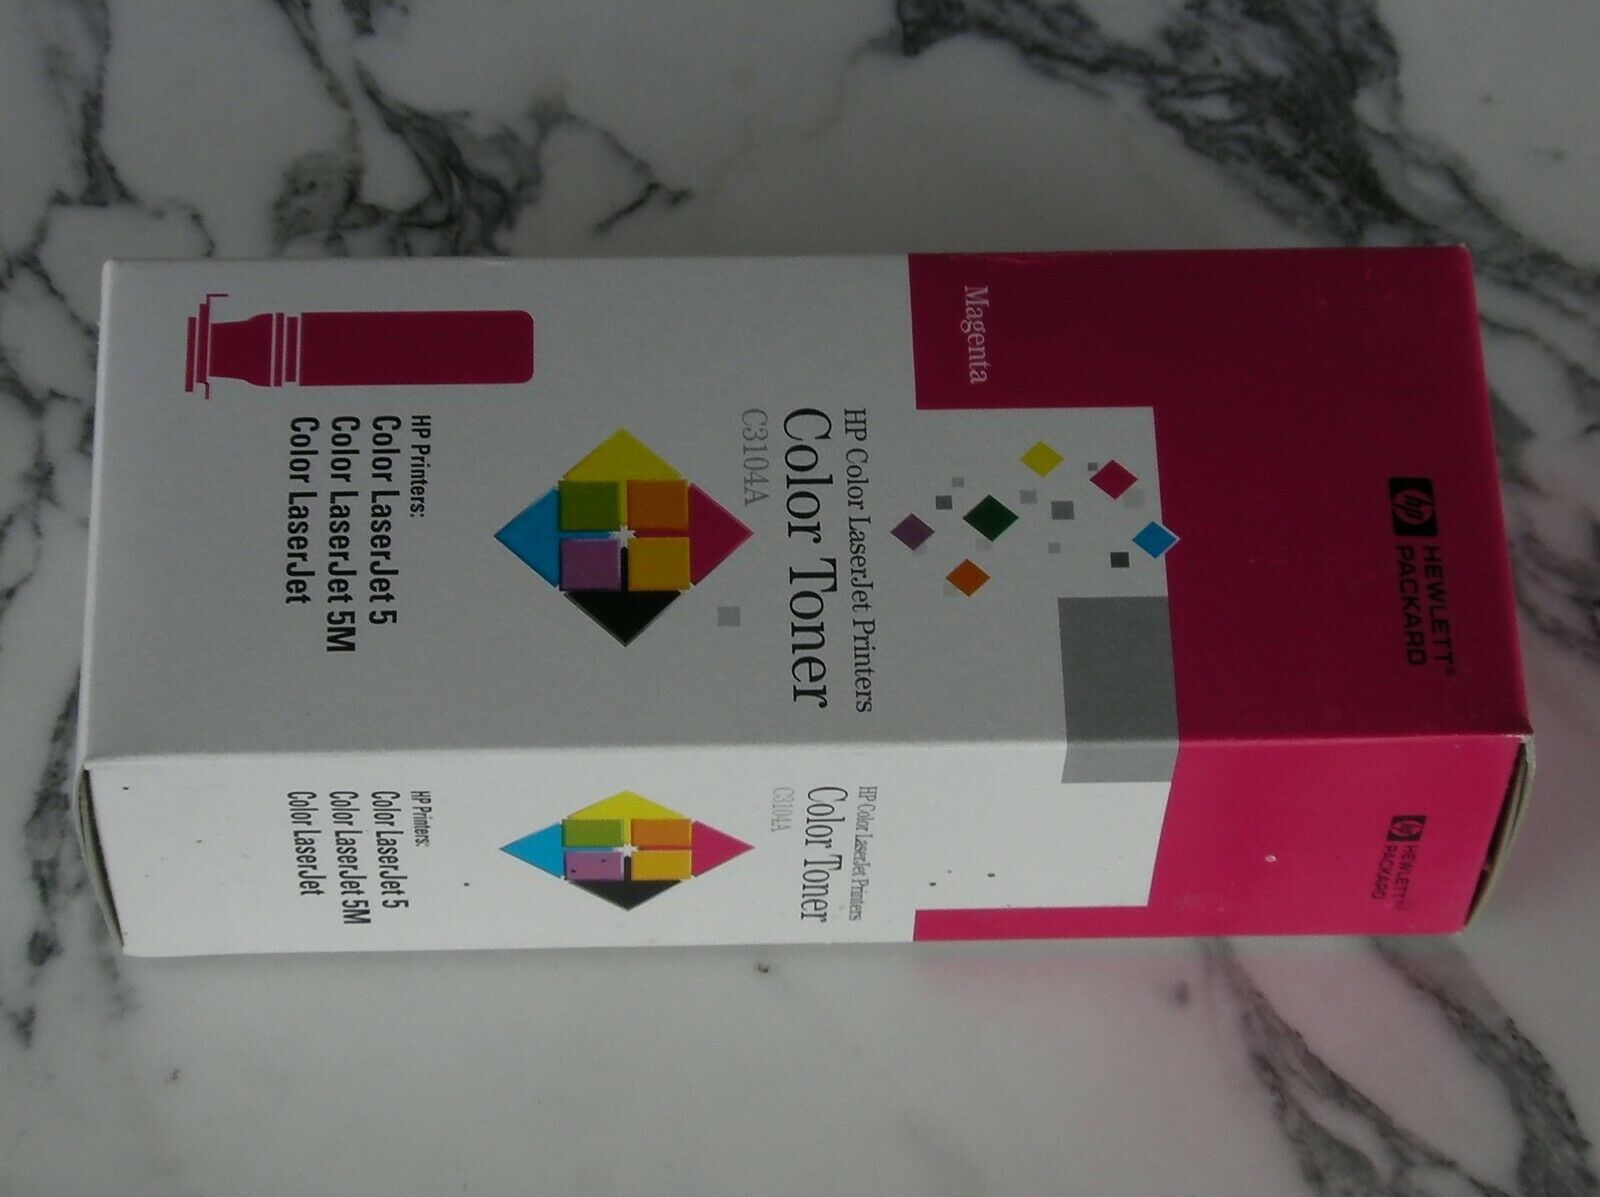 HEWLETT®
PACKARD
Magenta
HP Color LaserJet Printers
Color Toner
C3104A
HP Printers:
Color LaserJet 5
Color LaserJet 5M
Color LaserJet
HEWLETT®
PACKARD
HP Color LaserJet Printers
Color Toner
C3104A
HP Printers:
Color LaserJet 5
Color LaserJet 5M
Color LaserJet